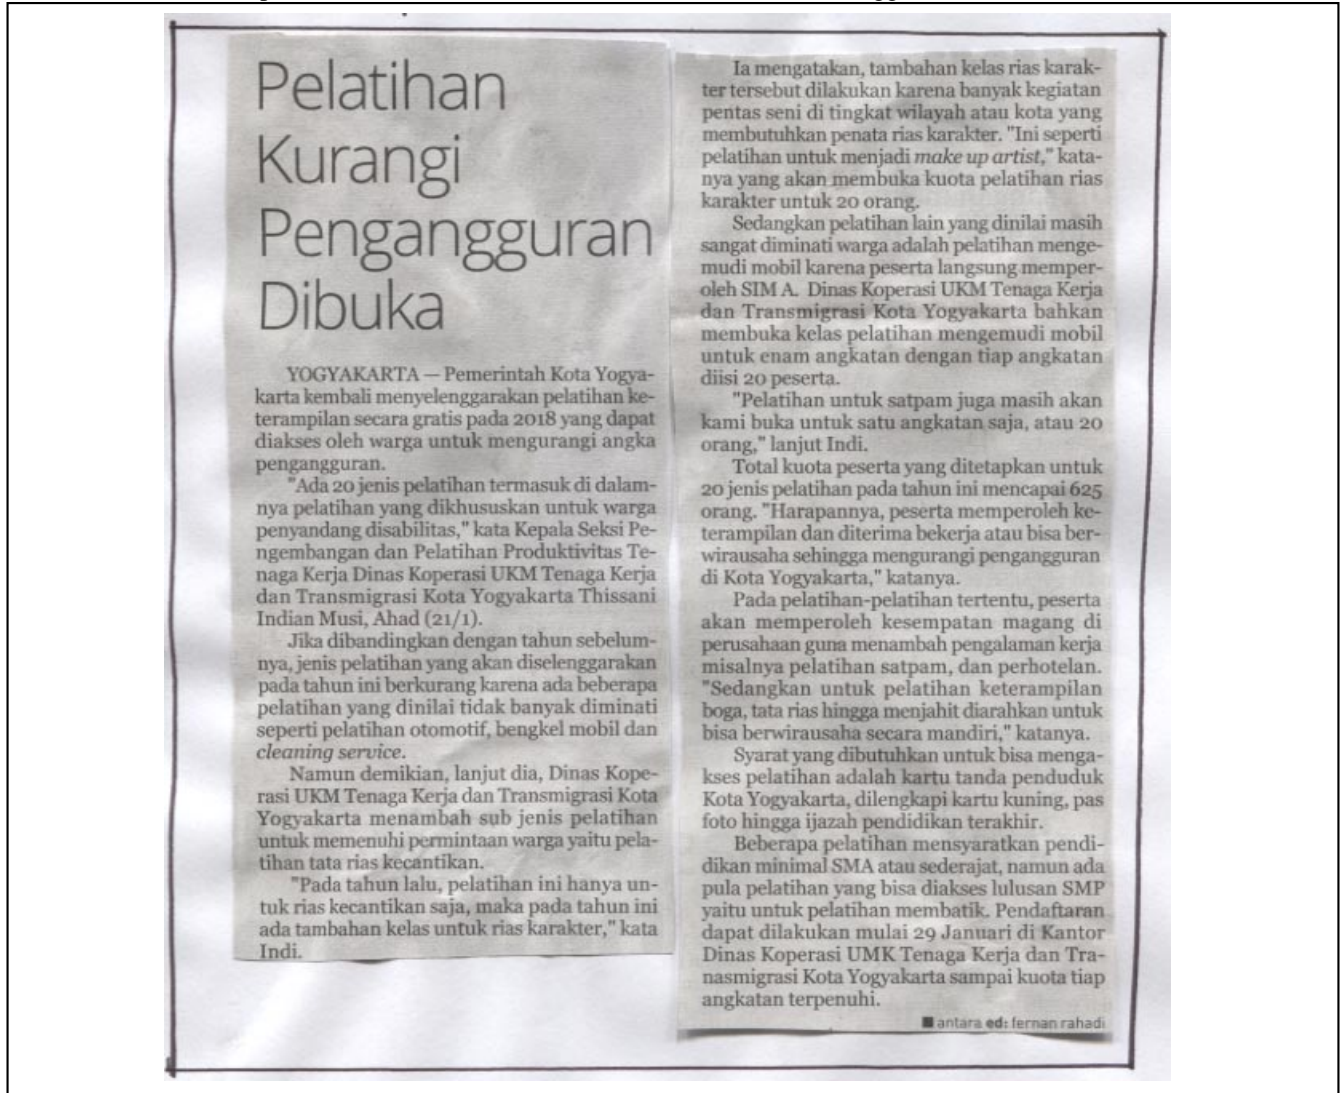 Pelatihan
Kurangi
Pengangguran
Dibuka
YOGYAKARTA — Pemerintah Kota Yogya-
karta kembali menyelenggarakan pelatihan ke-
terampilan secara gratis pada 2018 yang dapat
diakses oleh warga untuk mengurangi angka
pengangguran.
"Ada 20 jenis pelatihan termasuk di dalam-
nya pelatihan yang dikhususkan untuk warga
penyandang disabilitas," kata Kepala Seksi Pe-
ngembangan dan Pelatihan Produktivitas Te-
naga Kerja Dinas Koperasi UKM Tenaga Kerja
dan Transmigrasi Kota Yogyakarta Thissani
Indian Musi, Ahad (21/1).
Jika dibandingkan dengan tahun sebelum-
nya, jenis pelatihan yang akan diselenggarakan
pada tahun ini berkurang karena ada beberapa
pelatihan yang dinilai tidak banyak diminati
seperti pelatihan otomotif, bengkel mobil dan
cleaning service.
Namun demikian, lanjut dia, Dinas Kope-
rasi UKM Tenaga Kerja dan Transmigrasi Kota
Yogyakarta menambah sub jenis pelatihan
untuk memenuhi permintaan warga yaitu pela-
tihan tata rias kecantikan.
"Pada tahun lalu, pelatihan ini hanya un-
tuk rias kecantikan saja, maka pada tahun ini
ada tambahan kelas untuk rias karakter," kata
Indi.
Ia mengatakan, tambahan kelas rias karak-
ter tersebut dilakukan karena banyak kegiatan
pentas seni di tingkat wilayah atau kota yang
membutuhkan penata rias karakter. "Ini seperti
pelatihan untuk menjadi make up artist," kata-
nya yang akan membuka kuota pelatihan rias
karakter untuk 20 orang.
Sedangkan pelatihan lain yang dinilai masih
sangat diminati warga adalah pelatihan menge-
mudi mobil karena peserta langsung memper-
oleh SIM A. Dinas Koperasi UKM Tenaga Kerja
dan Transmigrasi Kota Yogyakarta bahkan
membuka kelas pelatihan mengemudi mobil
untuk enam angkatan dengan tiap angkatan
diisi 20 peserta.
"Pelatihan untuk satpam juga masih akan
kami buka untuk satu angkatan saja, atau 20
orang," lanjut Indi.
Total kuota peserta yang ditetapkan untuk
20 jenis pelatihan pada tahun ini mencapai 625
orang. "Harapannya, peserta memperoleh ke-
terampilan dan diterima bekerja atau bisa ber-
wirausaha sehingga mengurangi pengangguran
di Kota Yogyakarta," katanya.
Pada pelatihan-pelatihan tertentu, peserta
akan memperoleh kesempatan magang di
perusahaan guna menambah pengalaman kerja
misalnya pelatihan satpam, dan perhotelan.
"Sedangkan untuk pelatihan keterampilan
boga, tata rias hingga menjahit diarahkan untuk
bisa berwirausaha secara mandiri," katanya.
Syarat yang dibutuhkan untuk bisa menga-
kses pelatihan adalah kartu tanda penduduk
Kota Yogyakarta, dilengkapi kartu kuning, pas
foto hingga ijazah pendidikan terakhir.
Beberapa pelatihan mensyaratkan pendi-
dikan minimal SMA atau sederajat, namun ada
pula pelatihan yang bisa diakses lulusan SMP
yaitu untuk pelatihan membatik. Pendaftaran
dapat dilakukan mulai 29 Januari di Kantor
Dinas Koperasi UMK Tenaga Kerja dan Tra-
nasmigrasi Kota Yogyakarta sampai kuota tiap
angkatan terpenuhi.
■ antara ed: fernan rahadi